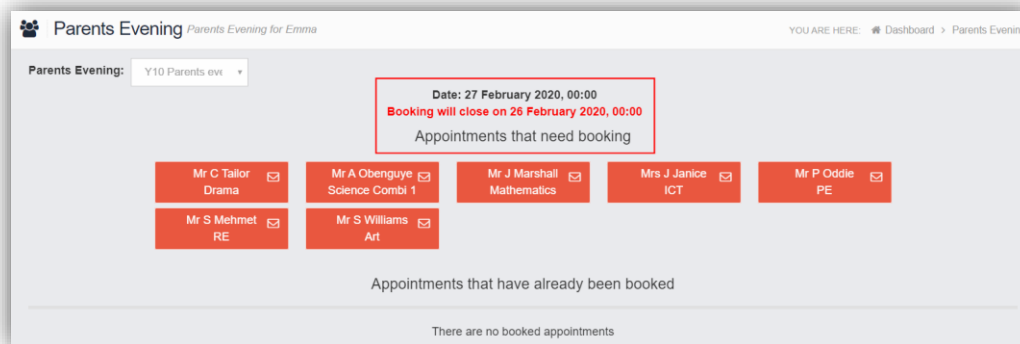 Parents Evening Parents Evening for Emma
YOU ARE HERE: Dashboard > Parents Evenin
Parents Evening: Y10 Parents eve
Date: 27 February 2020, 00:00
Booking will close on 26 February 2020, 00:00
Appointments that need booking
Mr C Tailor
Drama
Mr A Obenguye
Science Combi 1
Mr J Marshall
Mathematics
Mrs J Janice
ICT
Mr P Oddie
PE
Mr S Mehmet
RE
Mr S Williams
Art
Appointments that have already been booked
There are no booked appointments